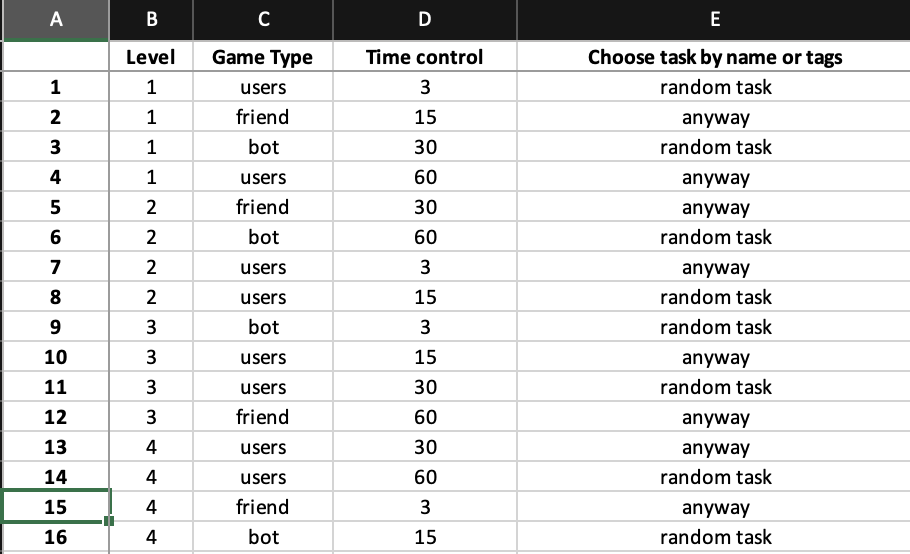 A B C D E
Level Game Type Time control Choose task by name or tags
1 1 users 3 random task
2 1 friend 15 anyway
3 1 bot 30 random task
4 1 users 60 anyway
5 2 friend 30 anyway
6 2 bot 60 random task
7 2 users 3 anyway
8 2 users 15 random task
9 3 bot 3 random task
10 3 users 15 anyway
11 3 users 30 random task
12 3 friend 60 anyway
13 4 users 30 anyway
14 4 users 60 random task
15 4 friend 3 anyway
16 4 bot 15 random task